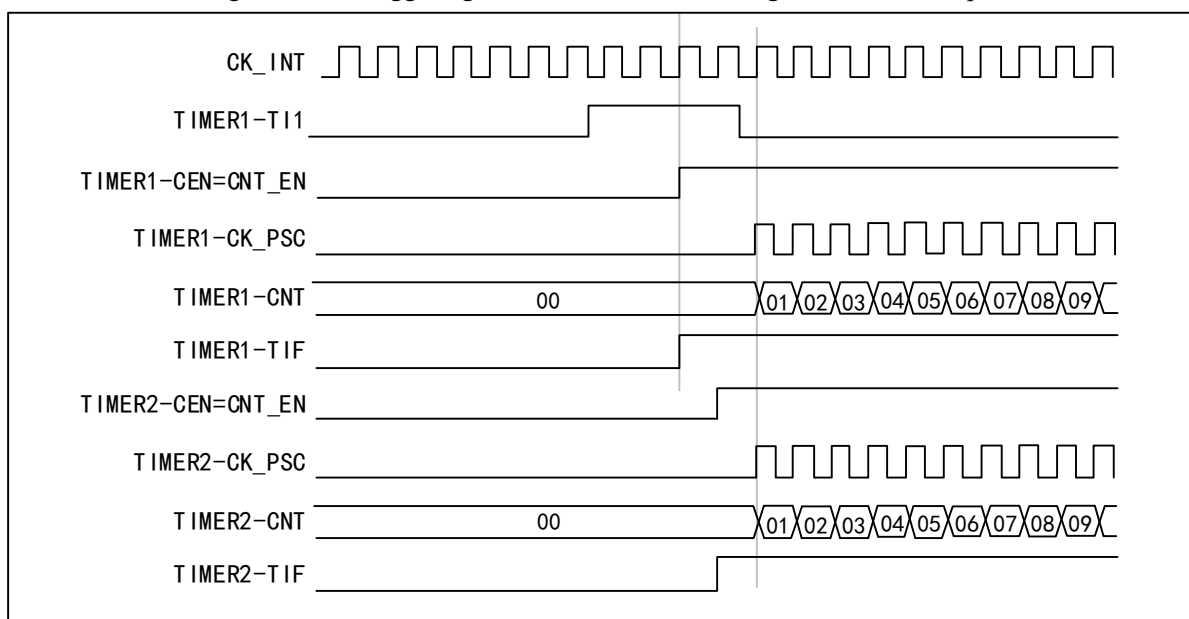 CK_INT
TIMER1-TI1
TIMER1-CEN=CNT_EN
TIMER1-CK_PSC
TIMER1-CNT 00 01 02 03 04 05 06 07 08 09
TIMER1-TIF
TIMER2-CEN=CNT_EN
TIMER2-CK_PSC
TIMER2-CNT 00 01 02 03 04 05 06 07 08 09
TIMER2-TIF